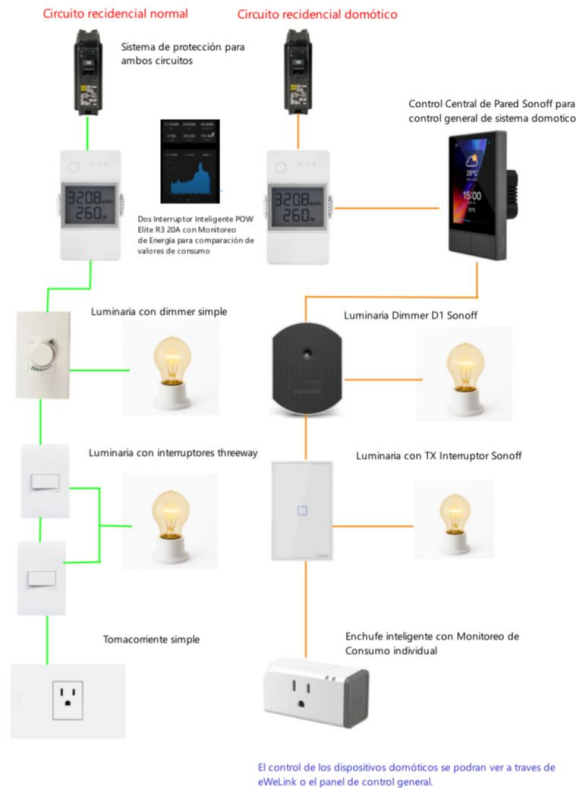 Circuito recidencial normal
Circuito recidencial domótico
Sistema de protección para
ambos circuitos
Control Central de Pared Sonoff para
control general de sistema domotico
3208
260
Dos Interruptor Inteligente POW
Elite R3 20A con Monitoreo
de Energía para comparación de
valores de consumo
3208
260
15:00
Luminaria con dimmer simple
Luminaria Dimmer D1 Sonoff
Luminaria con interruptores threeway
Luminaria con TX Interruptor Sonoff
Tomacorriente simple
Enchufe inteligente con Monitoreo de
Consumo individual
El control de los dispositivos domóticos se podran ver a traves de
eWeLink o el panel de control general.